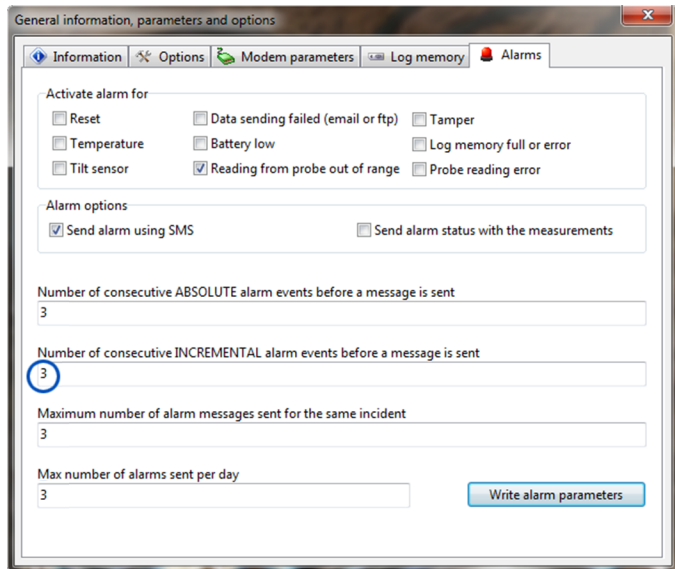 General information, parameters and options
Information Options Modem parameters Log memory Alarms
Activate alarm for
Reset Data sending failed (email or ftp) Tamper
Temperature Battery low Log memory full or error
Tilt sensor Reading from probe out of range Probe reading error
Alarm options
Send alarm using SMS Send alarm status with the measurements
Number of consecutive ABSOLUTE alarm events before a message is sent
3
Number of consecutive INCREMENTAL alarm events before a message is sent
3
Maximum number of alarm messages sent for the same incident
3
Max number of alarms sent per day
3 Write alarm parameters